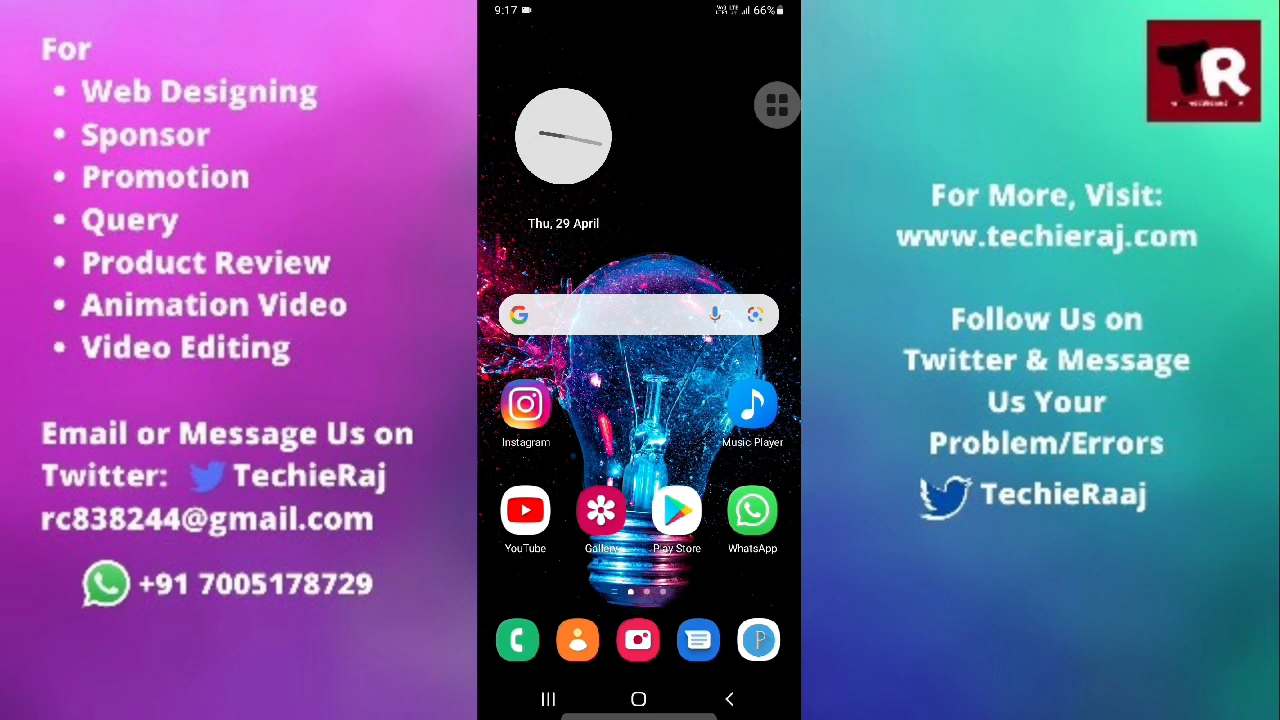 For
• Web Designing
• Sponsor
• Promotion
• Query
• Product Review
• Animation Video
• Video Editing
Email or Message Us on
Twitter: TechieRaj
rc838244@gmail.com
+91 7005178729
9:17
66%
Thu, 29 April
Instagram
Music Player
YouTube
Gallery
Play Store
WhatsApp
TR
For More, Visit:
www.techieraj.com
Follow Us on
Twitter & Message
Us Your
Problem/Errors
TechieRaaj